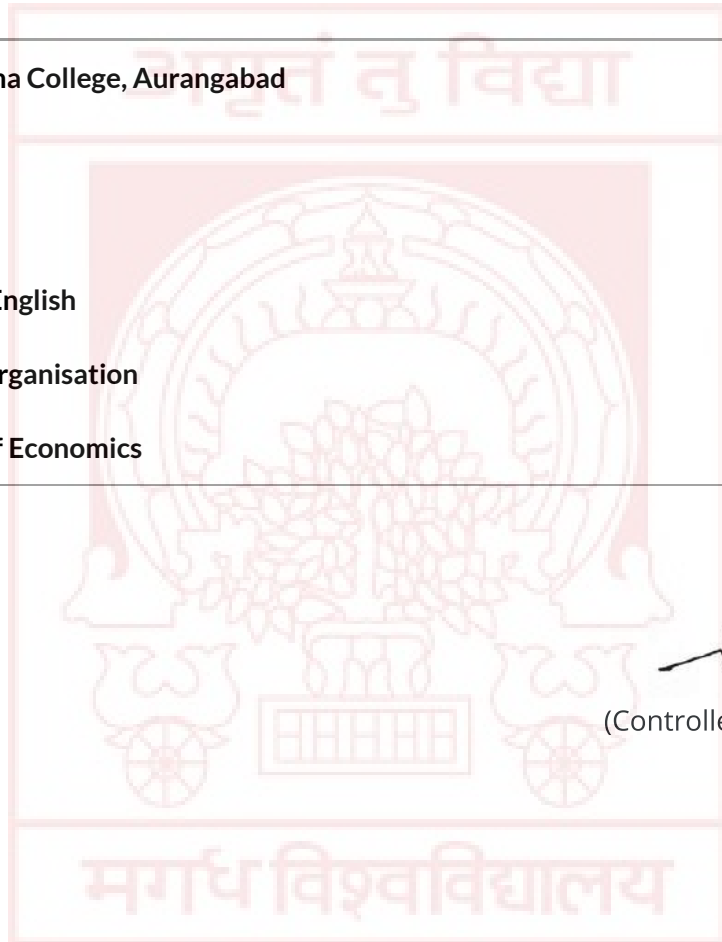 अमृतं तु विद्या
na College, Aurangabad
English
rganisation
f Economics
(Controlle
मगध विश्वविद्यालय